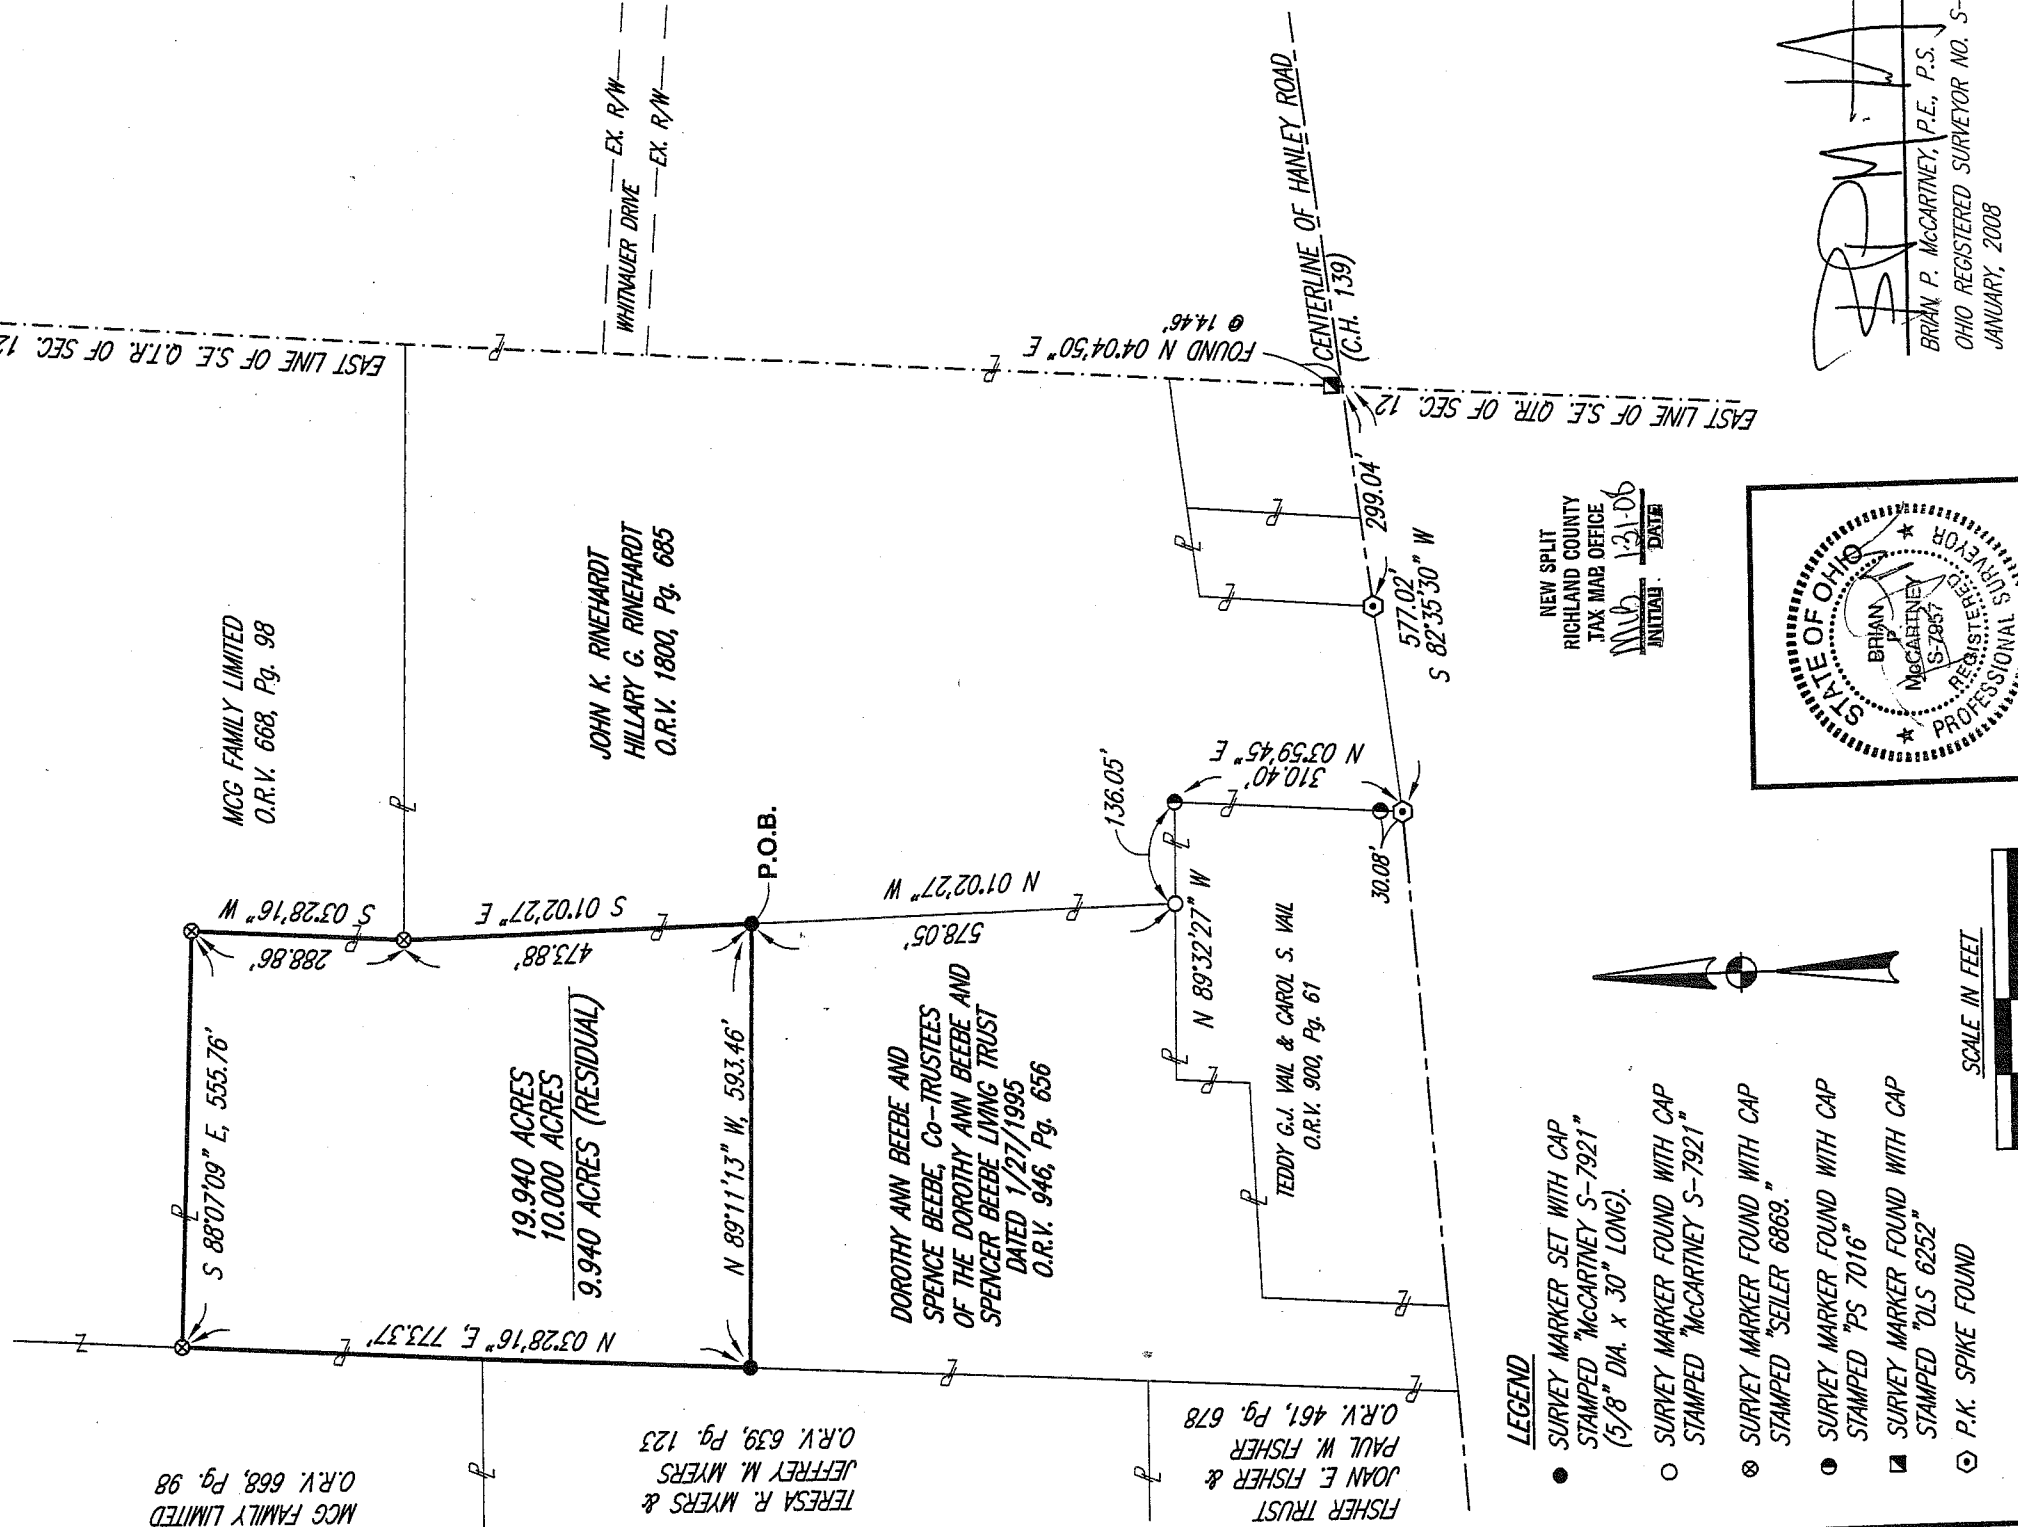 EAST LINE OF S.E. Q.T.R. OF SEC. 12
WHITNAUER DRIVE
EX. R/W
EX. R/W
MCG FAMILY LIMITED
O.R.V. 668, Pg. 98
JOHN K. RINEHARDT
HILLARY G. RINEHARDT
O.R.V. 1800, Pg. 685
FOUND N 04°04'50" E
@ 14.46'
CENTERLINE OF HANLEY ROAD
(C.H. 139)
EAST LINE OF S.E. QTR. OF SEC. 12
S 88°07'09" E, 555.76'
S 03°28'16" W
288.86'
S 01°02'27" E
473.88'
P.O.B.
N 01°02'27" W
578.05'
136.05'
N 89°32'27" W
N 03°59'45" E
310.40'
30.08'
299.04'
577.02'
S 82°35'30" W
19.940 ACRES
10.000 ACRES
9.940 ACRES (RESIDUAL)
N 89°11'13" W, 593.46'
N 03°28'16" E, 773.37'
DOROTHY ANN BEEBE AND
SPENCE BEEBE, Co-TRUSTEES
OF THE DOROTHY ANN BEEBE AND
SPENCER BEEBE LIVING TRUST
DATED 1/27/1995
O.R.V. 946, Pg. 656
TEDDY G.J. VAIL & CAROL S. VAIL
O.R.V. 900, Pg. 61
MCG FAMILY LIMITED
O.R.V. 668, Pg. 98
TERESA R. MYERS &
JEFFREY M. MYERS
O.R.V. 639, Pg. 123
FISHER TRUST
JOAN E. FISHER &
PAUL W. FISHER
O.R.V. 461, Pg. 678
LEGEND
SURVEY MARKER SET WITH CAP
STAMPED "McCARTNEY S-7921"
(5/8" DIA. x 30" LONG).
SURVEY MARKER FOUND WITH CAP
STAMPED "McCARTNEY S-7921"
SURVEY MARKER FOUND WITH CAP
STAMPED "SEILER 6869."
SURVEY MARKER FOUND WITH CAP
STAMPED "PS 7016"
SURVEY MARKER FOUND WITH CAP
STAMPED "OLS 6252"
P.K. SPIKE FOUND
SCALE IN FEET
NEW SPLIT
RICHLAND COUNTY
TAX MAP OFFICE
INITIAL DATE
STATE OF OHIO
BRIAN
P.
McCARTNEY
S-7957
REGISTERED
PROFESSIONAL SURVEYOR
BRIAN P. McCARTNEY, P.E., P.S.
OHIO REGISTERED SURVEYOR NO. S-
JANUARY, 2008